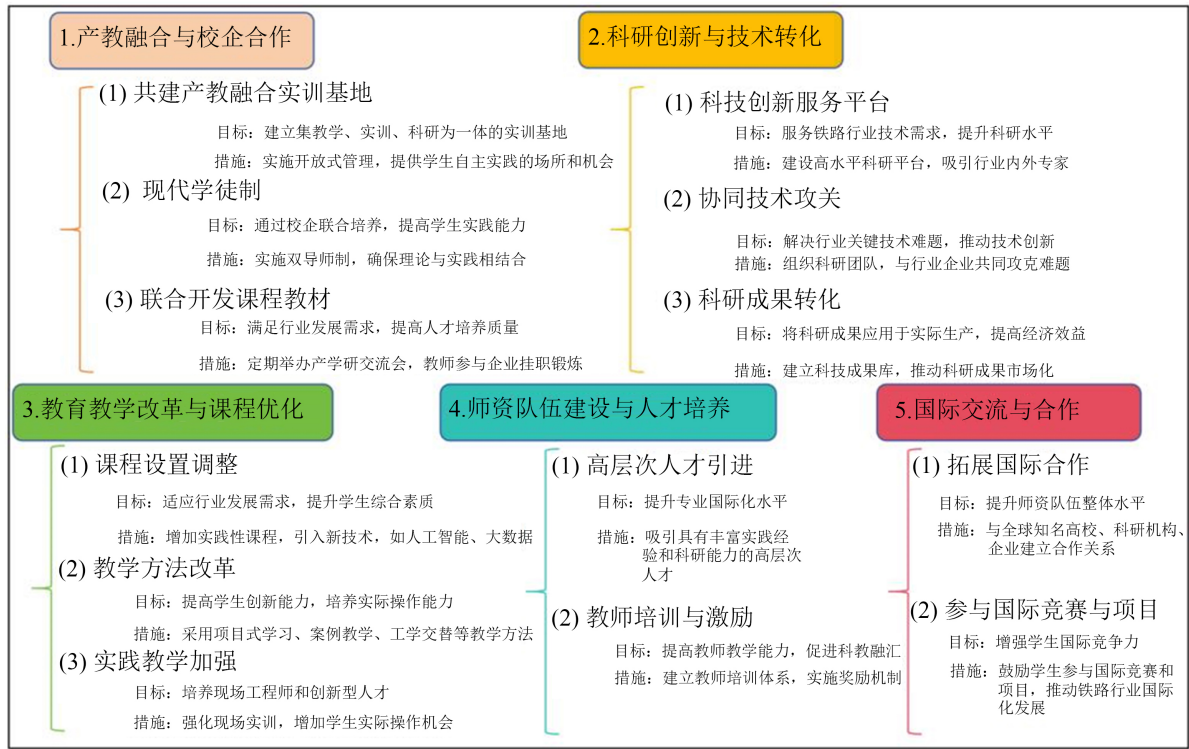 1.产教融合与校企合作
(1) 共建产教融合实训基地
目标：建立集教学、实训、科研为一体的实训基地
措施：实施开放式管理，提供学生自主实践的场所和机会
(2) 现代学徒制
目标：通过校企联合培养，提高学生实践能力
措施：实施双导师制，确保理论与实践相结合
(3) 联合开发课程教材
目标：满足行业发展需求，提高人才培养质量
措施：定期举办产学研交流会，教师参与企业挂职锻炼
2.科研创新与技术转化
(1) 科技创新服务平台
目标：服务铁路行业技术需求，提升科研水平
措施：建设高水平科研平台，吸引行业内外专家
(2) 协同技术攻关
目标：解决行业关键技术难题，推动技术创新
措施：组织科研团队，与行业企业共同攻克难题
(3) 科研成果转化
目标：将科研成果应用于实际生产，提高经济效益
措施：建立科技成果库，推动科研成果市场化
3.教育教学改革与课程优化
(1) 课程设置调整
目标：适应行业发展需求，提升学生综合素质
措施：增加实践性课程，引入新技术，如人工智能、大数据
(2) 教学方法改革
目标：提高学生创新能力，培养实际操作能力
措施：采用项目式学习、案例教学、工学交替等教学方法
(3) 实践教学加强
目标：培养现场工程师和创新型人才
措施：强化现场实训，增加学生实际操作机会
4.师资队伍建设与人才培养
(1) 高层次人才引进
目标：提升专业国际化水平
措施：吸引具有丰富实践经
验和科研能力的高层次
人才
(2) 教师培训与激励
目标：提高教师教学能力，促进科教融汇
措施：建立教师培训体系，实施奖励机制
5.国际交流与合作
(1) 拓展国际合作
目标：提升师资队伍整体水平
措施：与全球知名高校、科研机构、
企业建立合作关系
(2) 参与国际竞赛与项目
目标：增强学生国际竞争力
措施：鼓励学生参与国际竞赛和
项目，推动铁路行业国际
化发展